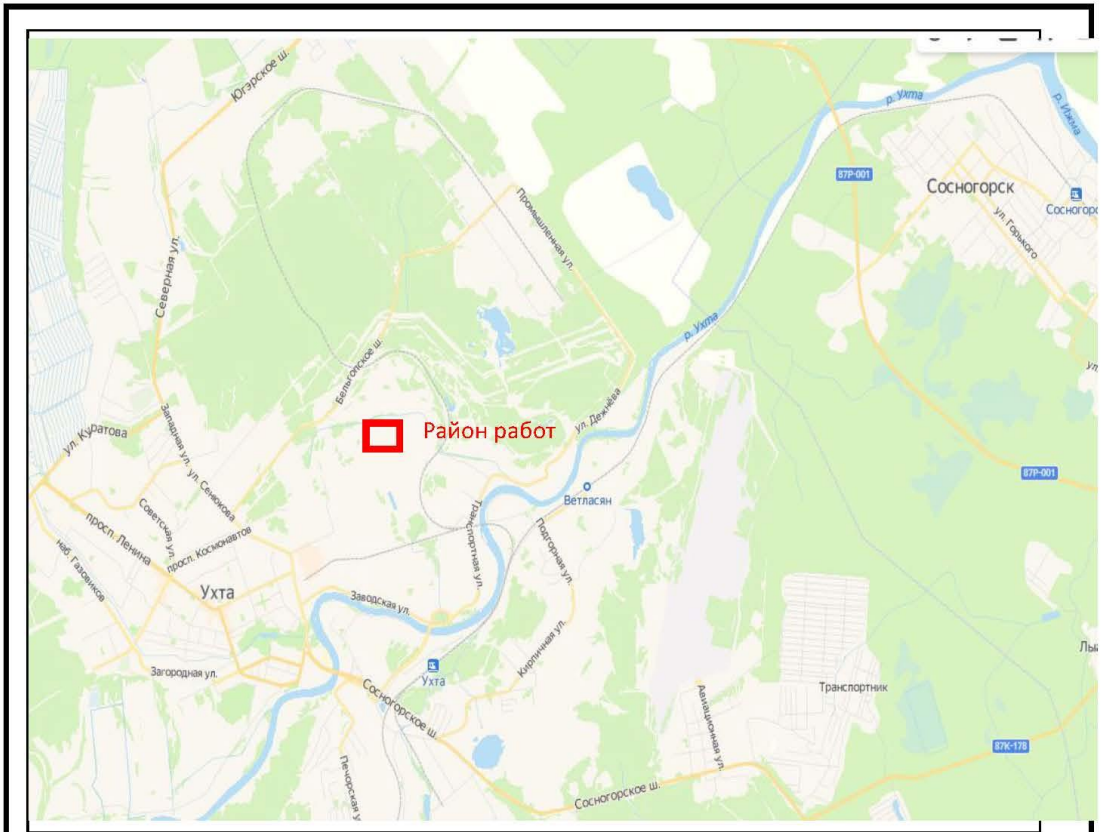 Югэрское ш.
р. Ухта
р. Ижма
87Р-001
Сосногорск
Промышленная ул.
ул. Горького
Северная ул.
р. Ухта
Бельгопское ш.
ул. Дежнёва
Район работ
ул. Куратова
Западная ул.
ул. Сенюкова
87Р-001
Ветласян
Советская ул.
Транспортная ул.
просп. Ленина
просп. Космонавтов
Подгорная ул.
наб. Газовиков
Ухта
Заводская ул.
Кирпичная ул.
Загородная ул.
Ухта
Сосногорское ш.
Авиационная ул.
Транспортник
87К-178
Сосногорское ш.